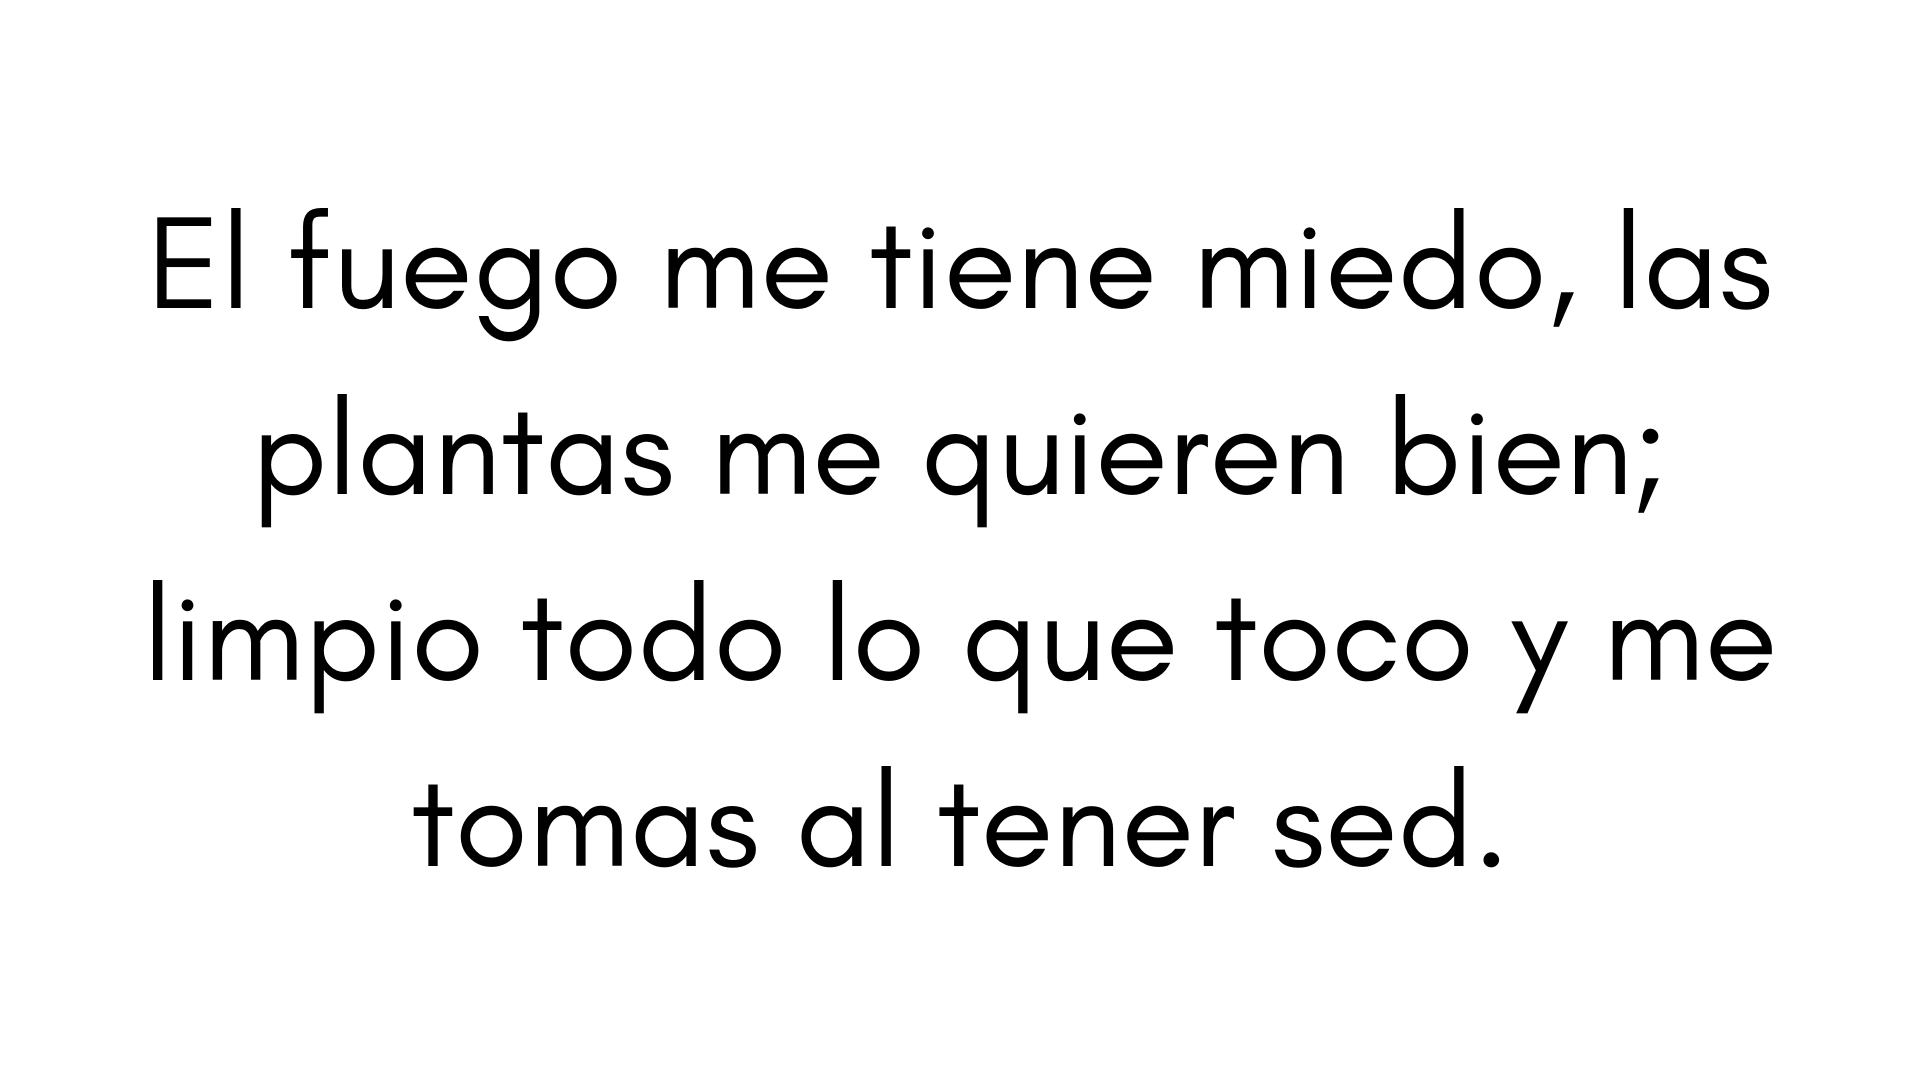 El fuego me tiene miedo, las
plantas me quieren bien;
limpio todo lo que toco y me
tomas al tener sed.